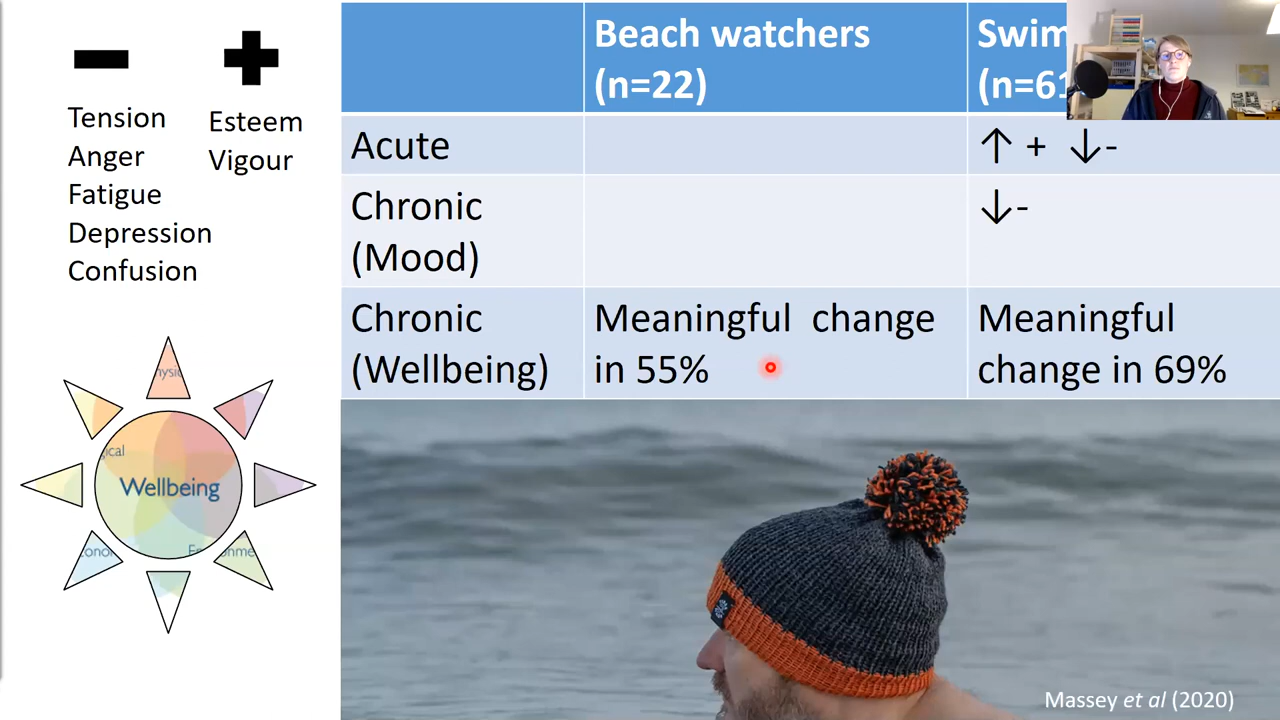 Tension
Anger
Fatigue
Depression
Confusion
Esteem
Vigour
Wellbeing
Beach watchers
(n=22)
Acute
↑ + ↓-
Chronic
(Mood)
↓-
Chronic
(Wellbeing)
Meaningful change
in 55%
Meaningful
change in 69%
Massey et al (2020)